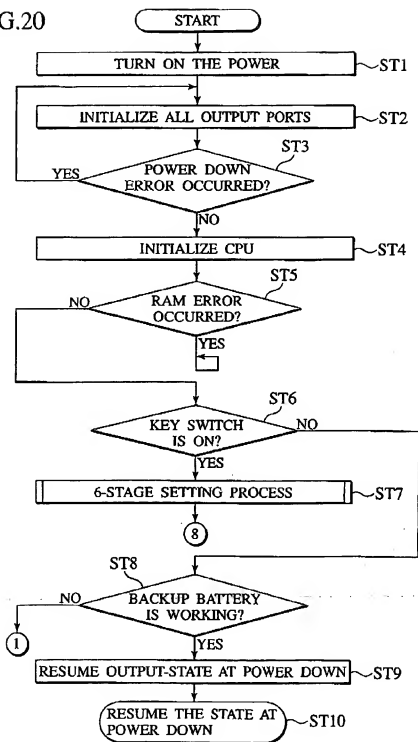 FIG.20
START
TURN ON THE POWER
ST1
INITIALIZE ALL OUTPUT PORTS
ST2
ST3
YES
POWER DOWN
ERROR OCCURRED?
NO
INITIALIZE CPU
ST4
ST5
NO
RAM ERROR
OCCURRED?
YES
ST6
KEY SWITCH
IS ON?
NO
YES
6-STAGE SETTING PROCESS
ST7
8
ST8
NO
BACKUP BATTERY
IS WORKING?
1
YES
RESUME OUTPUT-STATE AT POWER DOWN
ST9
RESUME THE STATE AT
POWER DOWN
ST10